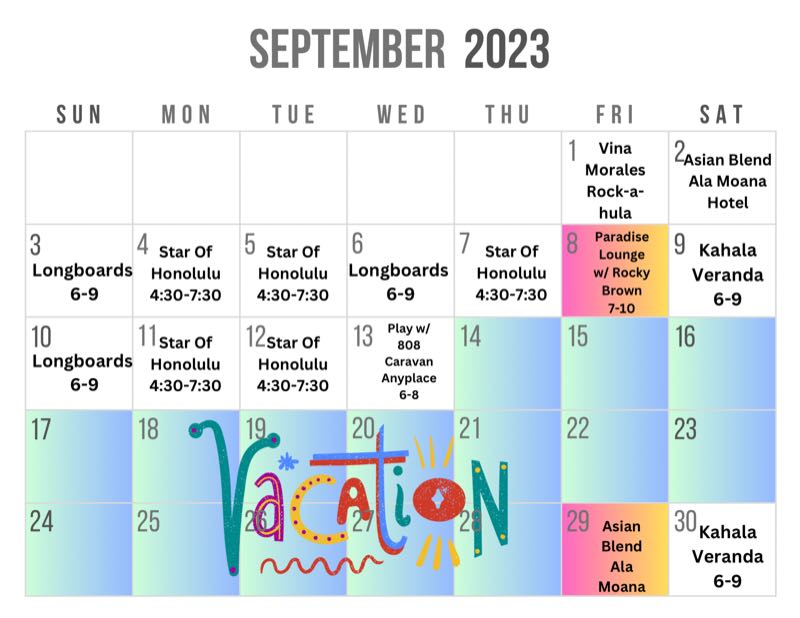 SEPTEMBER 2023
SUN MON TUE WED THU FRI SAT
1
Vina
Morales
Rock-a-
hula
2
Asian Blend
Ala Moana
Hotel
3
Longboards
6-9
4
Star Of
Honolulu
4:30-7:30
5
Star Of
Honolulu
4:30-7:30
6
Longboards
6-9
7
Star Of
Honolulu
4:30-7:30
8
Paradise
Lounge
w/ Rocky
Brown
7-10
9
Kahala
Veranda
6-9
10
Longboards
6-9
11
Star Of
Honolulu
4:30-7:30
12
Star Of
Honolulu
4:30-7:30
13
Play w/
808
Caravan
Anyplace
6-8
14
15
16
17
18
19
20
21
22
23
VACATiON
24
25
26
27
28
29
Asian
Blend
Ala
Moana
30
Kahala
Veranda
6-9